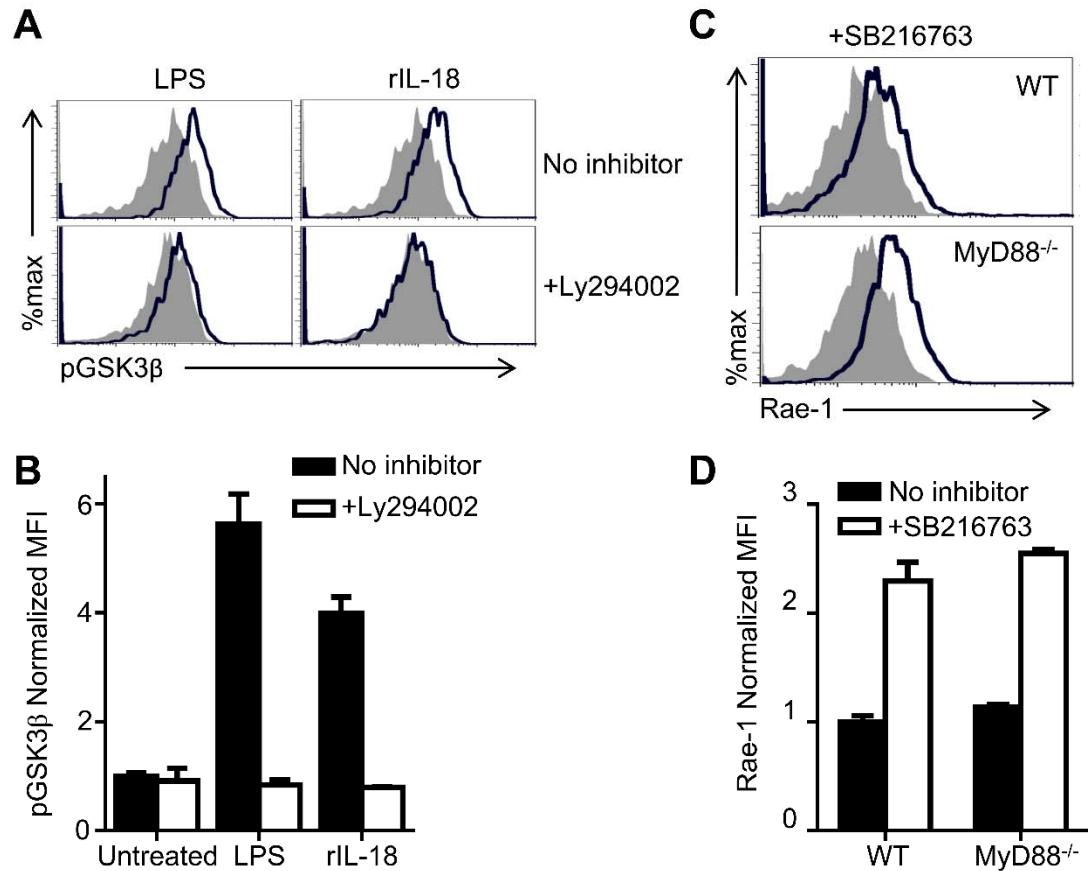 A
LPS
rIL-18
No inhibitor
+Ly294002
%max
pGSK3β
C
+SB216763
WT
MyD88-/-
%max
%max
Rae-1
B
No inhibitor
+Ly294002
pGSK3β Normalized MFI
6
4
2
0
Untreated
LPS
rIL-18
D
No inhibitor
+SB216763
Rae-1 Normalized MFI
3
2
1
0
WT
MyD88-/-